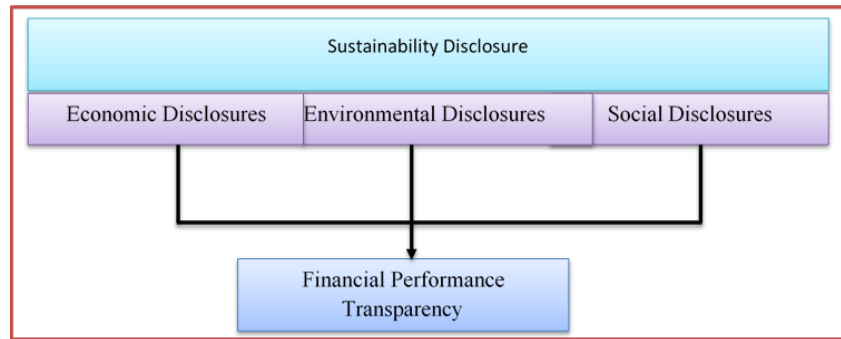 Sustainability Disclosure
Economic Disclosures
Environmental Disclosures
Social Disclosures
Financial Performance
Transparency